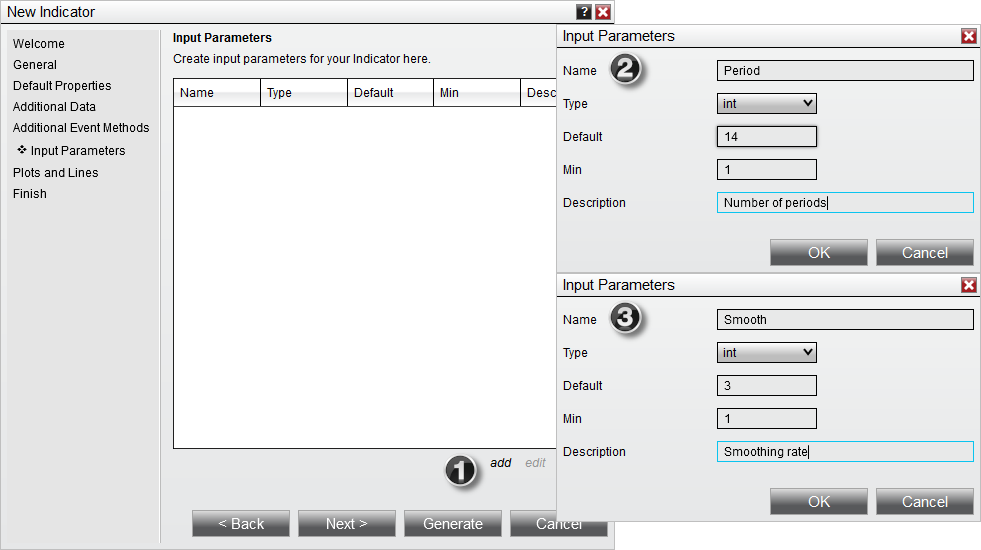 New Indicator
?
Welcome
General
Default Properties
Additional Data
Additional Event Methods
Input Parameters
Plots and Lines
Finish
Input Parameters
Create input parameters for your Indicator here.
Name Type Default Min Desc
1 add edit
< Back Next > Generate Cancel
Input Parameters
Name 2 Period
Type int
Default 14
Min 1
Description Number of periods
OK Cancel
Input Parameters
Name 3 Smooth
Type int
Default 3
Min 1
Description Smoothing rate
OK Cancel